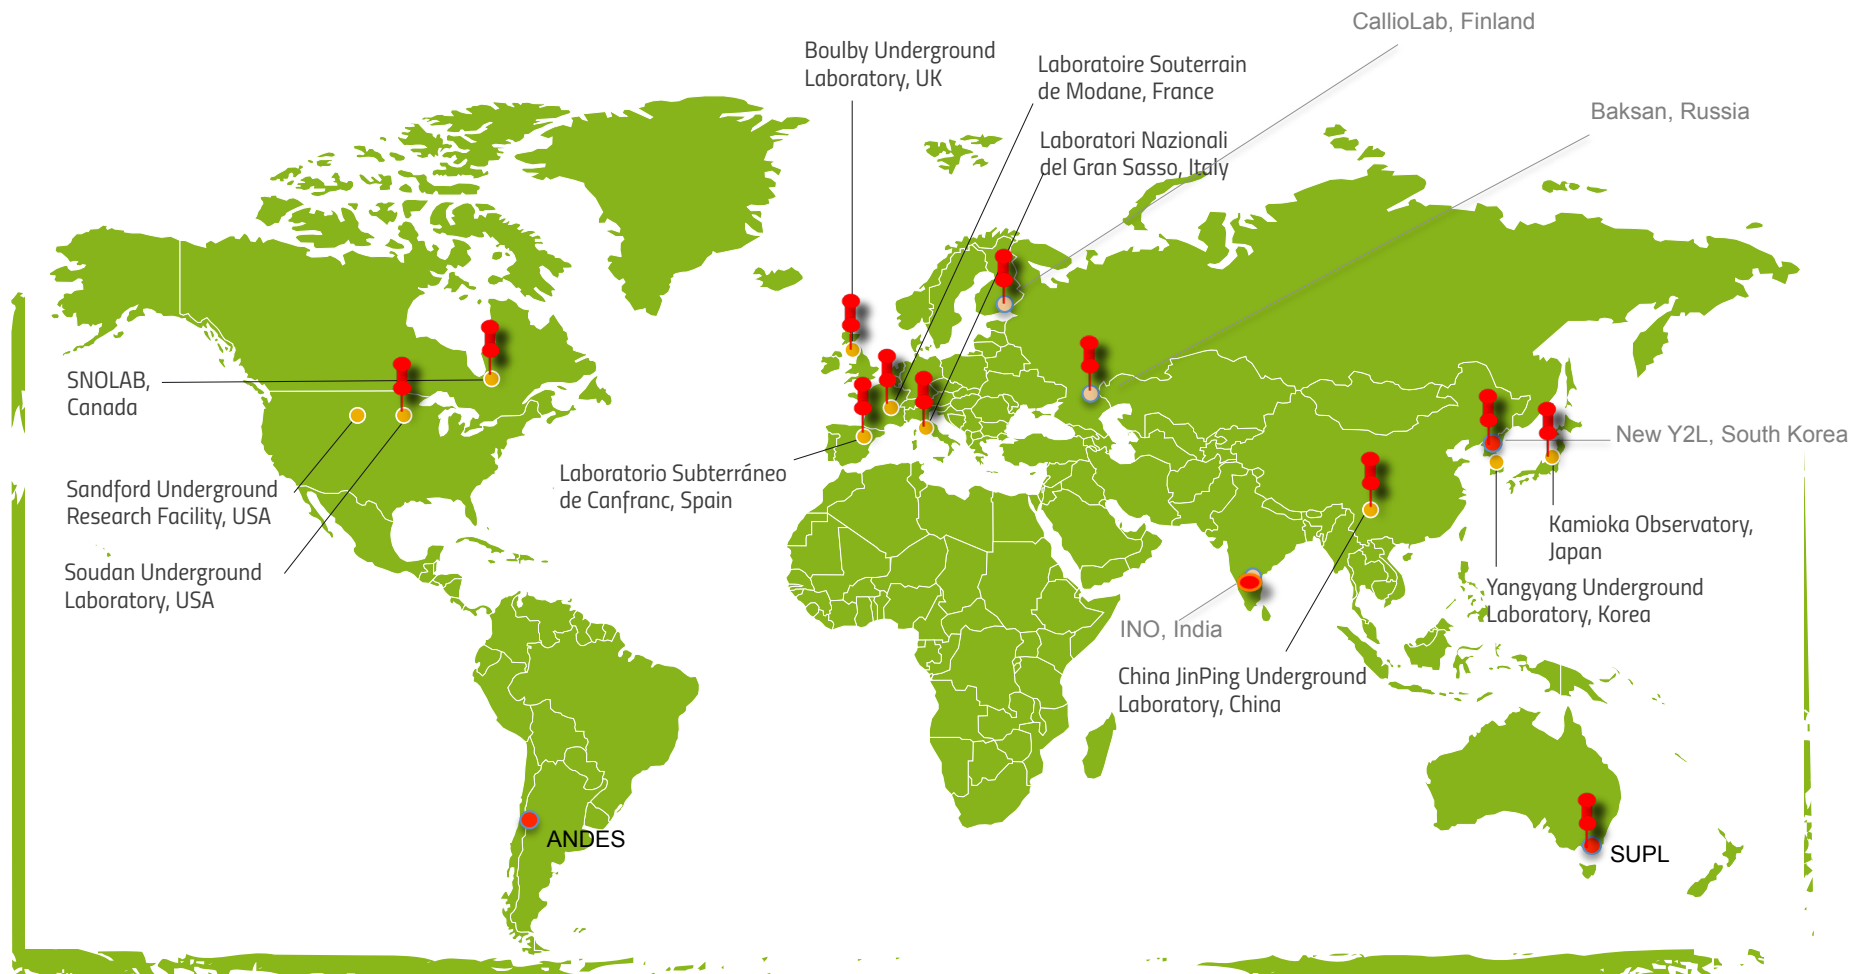 CallioLab, Finland
Boulby Underground
Laboratory, UK
Laboratoire Souterrain
de Modane, France
Baksan, Russia
Laboratori Nazionali
del Gran Sasso, Italy
SNOLAB,
Canada
New Y2L, South Korea
Laboratorio Subterráneo
de Canfranc, Spain
Sandford Underground
Research Facility, USA
Kamioka Observatory,
Japan
Soudan Underground
Laboratory, USA
Yangyang Underground
Laboratory, Korea
INO, India
China JinPing Underground
Laboratory, China
ANDES
SUPL